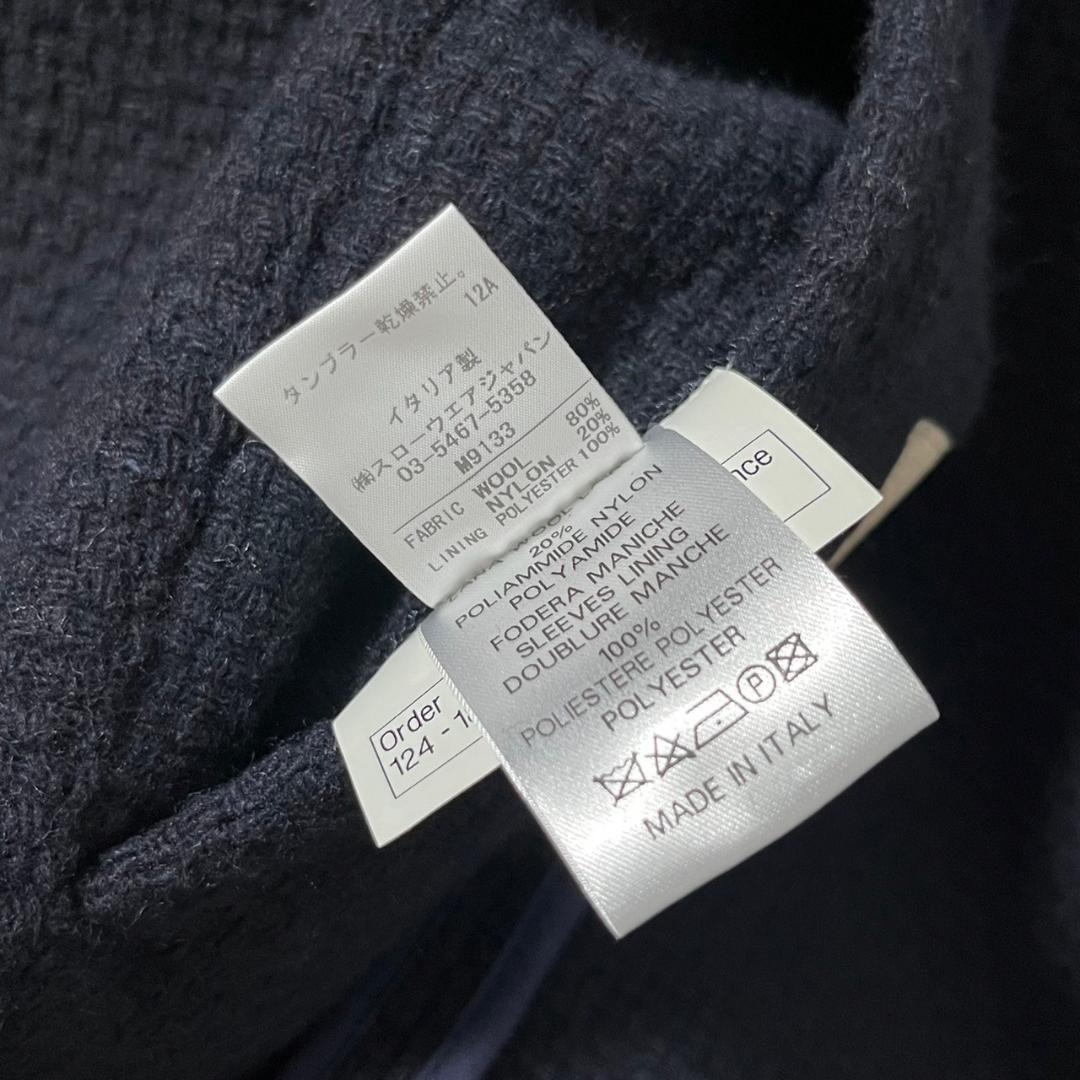 タンブラー乾燥禁止。
12A
イタリア製
㈱スローウェアジャパン
03-5467-5358
M9133
FABRIC WOOL 80%
NYLON 20%
LINING POLYESTER 100%
WOOL
20%
POLIAMMIDE NYLON
POLYAMIDE
FODERA MANICHE
SLEEVES LINING
DOUBLURE MANCHE
100%
POLIESTERE POLYESTER
POLYESTER
P
MADE IN ITALY
Order
124 -